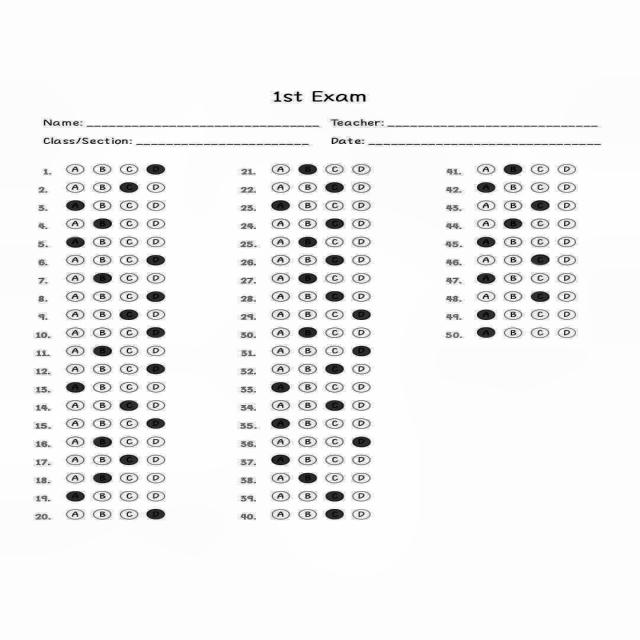 1st Exam
Name: ______________________________ Teacher: ___________________________
Class/Section: ______________________ Date: ______________________________
1. A B C D
2. A B C D
3. A B C D
4. A B C D
5. A B C D
6. A B C D
7. A B C D
8. A B C D
9. A B C D
10. A B C D
11. A B C D
12. A B C D
13. A B C D
14. A B C D
15. A B C D
16. A B C D
17. A B C D
18. A B C D
19. A B C D
20. A B C D
21. A B C D
22. A B C D
23. A B C D
24. A B C D
25. A B C D
26. A B C D
27. A B C D
28. A B C D
29. A B C D
30. A B C D
31. A B C D
32. A B C D
33. A B C D
34. A B C D
35. A B C D
36. A B C D
37. A B C D
38. A B C D
39. A B C D
40. A B C D
41. A B C D
42. A B C D
43. A B C D
44. A B C D
45. A B C D
46. A B C D
47. A B C D
48. A B C D
49. A B C D
50. A B C D